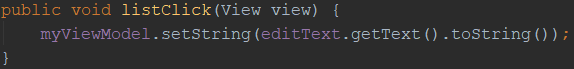 public void listClick(View view) {
    myViewModel.setString(editText.getText().toString());
}